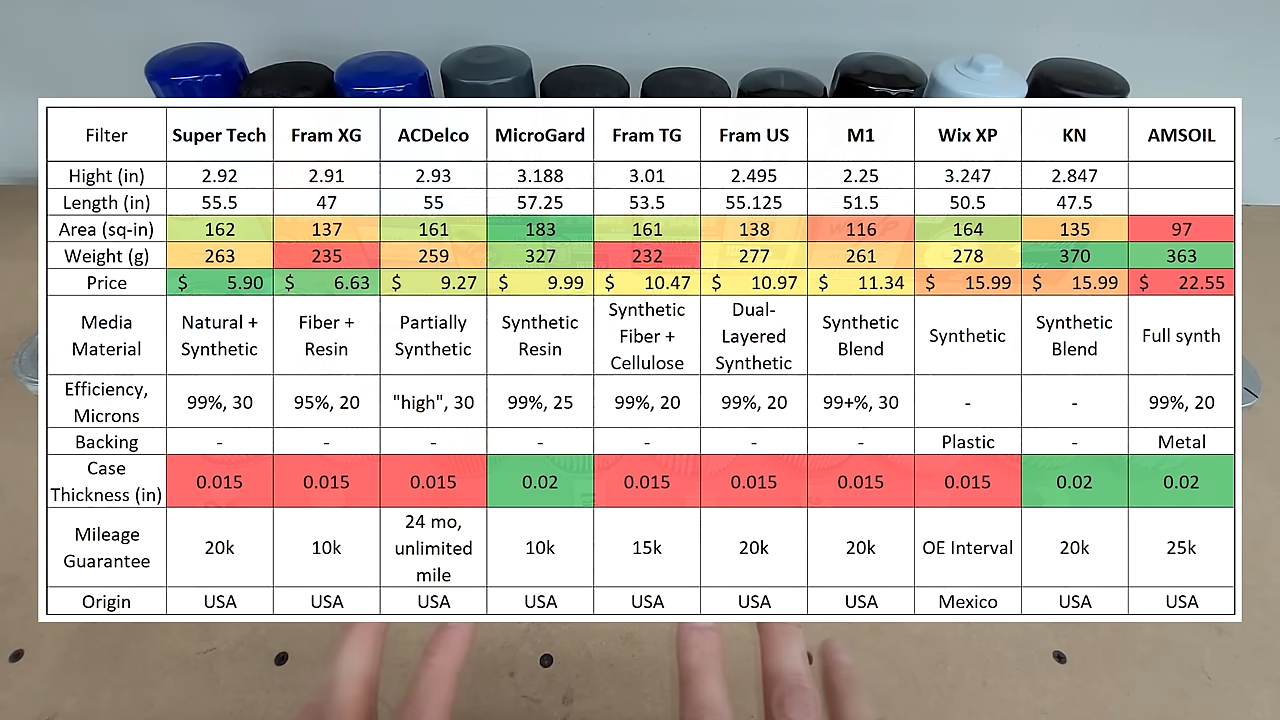 Filter Super Tech Fram XG ACDelco MicroGard Fram TG Fram US M1 Wix XP KN AMSOIL
Hight (in) 2.92 2.91 2.93 3.188 3.01 2.495 2.25 3.247 2.847
Length (in) 55.5 47 55 57.25 53.5 55.125 51.5 50.5 47.5
Area (sq-in) 162 137 161 183 161 138 116 164 135 97
Weight (g) 263 235 259 327 232 277 261 278 370 363
Price $ 5.90 $ 6.63 $ 9.27 $ 9.99 $ 10.47 $ 10.97 $ 11.34 $ 15.99 $ 15.99 $ 22.55
Media
Material
Natural +
Synthetic
Fiber +
Resin
Partially
Synthetic
Synthetic
Resin
Synthetic
Fiber +
Cellulose
Dual-
Layered
Synthetic
Synthetic
Blend
Synthetic
Synthetic
Blend
Full synth
Efficiency,
Microns
99%, 30 95%, 20 "high", 30 99%, 25 99%, 20 99%, 20 99+%, 30 - - 99%, 20
Backing - - - - - - - Plastic - Metal
Case
Thickness (in)
0.015 0.015 0.015 0.02 0.015 0.015 0.015 0.015 0.02 0.02
Mileage
Guarantee
20k
10k
24 mo,
unlimited
mile
10k
15k
20k
20k
OE Interval
20k
25k
Origin USA USA USA USA USA USA USA Mexico USA USA